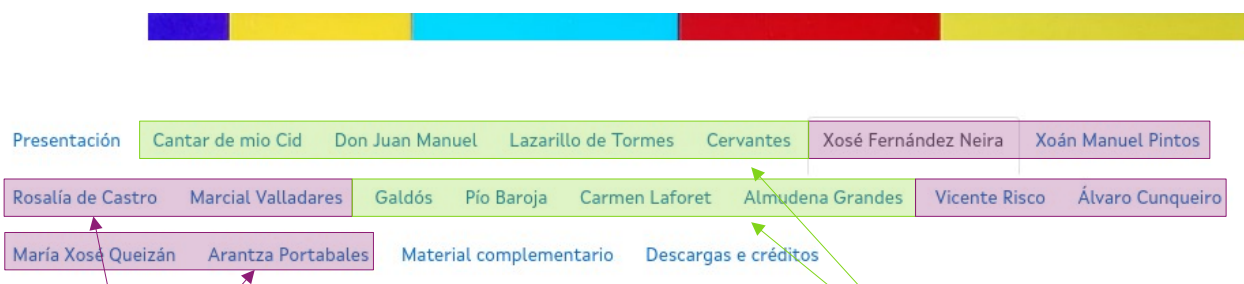 Presentación Cantar de mio Cid Don Juan Manuel Lazarillo de Tormes Cervantes Xosé Fernández Neira Xoán Manuel Pintos
Rosalía de Castro Marcial Valladares Galdós Pío Baroja Carmen Laforet Almudena Grandes Vicente Risco Álvaro Cunqueiro
María Xosé Queizán Arantza Portabales Material complementario Descargas e créditos